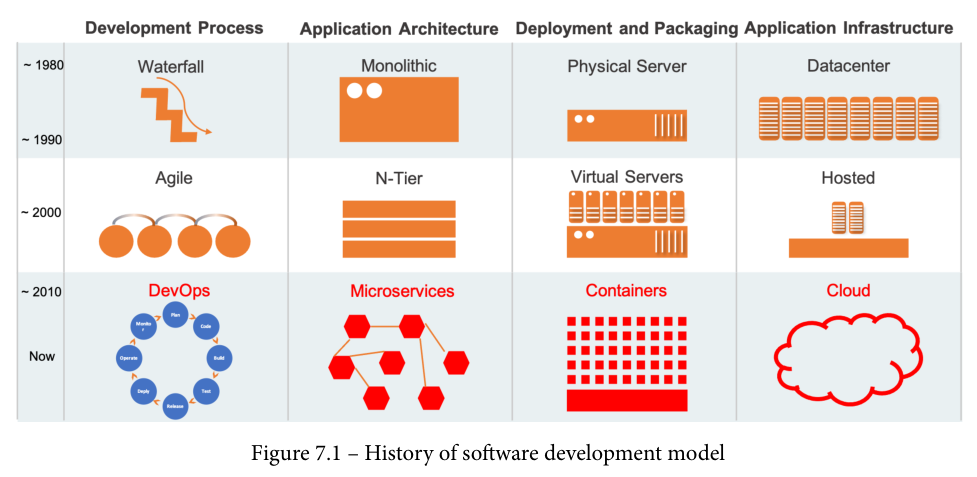 Development Process
Application Architecture
Deployment and Packaging
Application Infrastructure
~ 1980
Waterfall
Monolithic
Physical Server
Datacenter
~ 1990
Agile
N-Tier
Virtual Servers
Hosted
~ 2000
~ 2010
DevOps
Microservices
Containers
Cloud
Plan
Monito
r
Code
Now
Operate
Build
Deply
Test
Release
Figure 7.1 – History of software development model